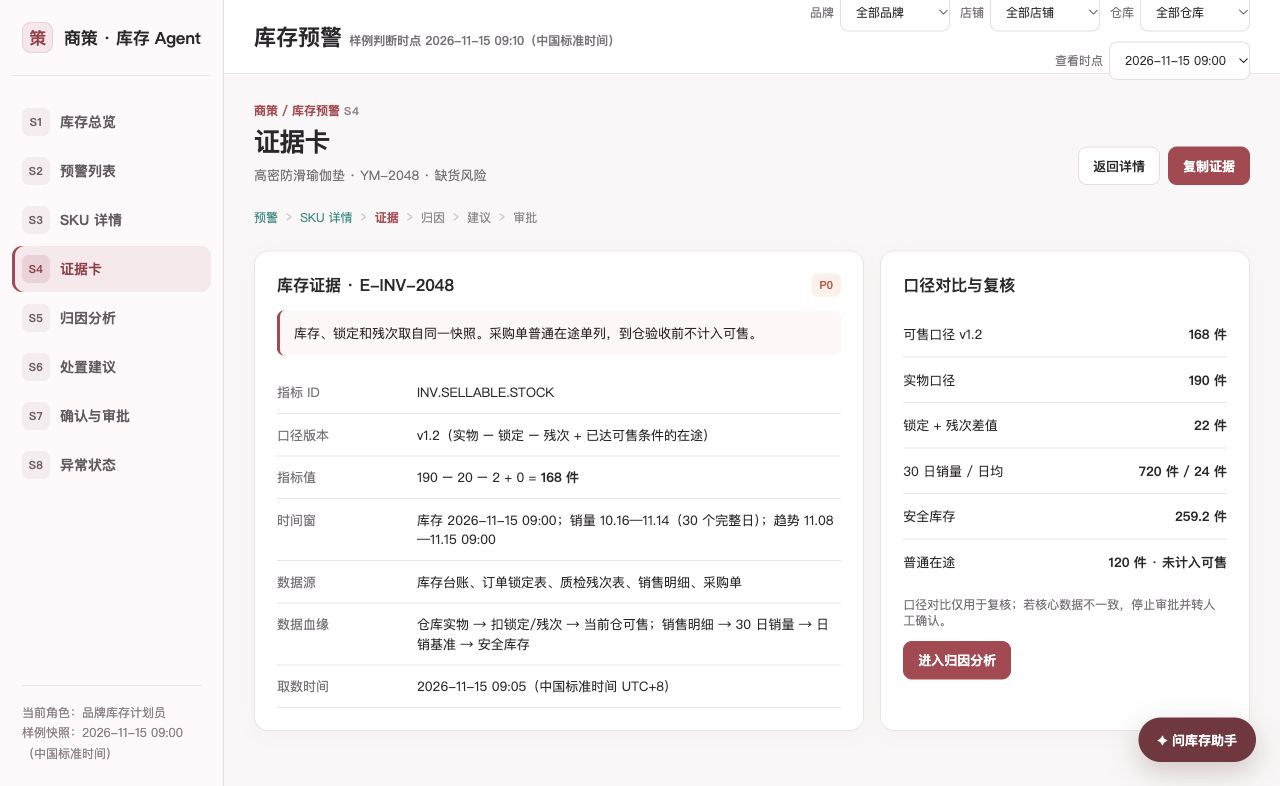 策 商策 · 库存 Agent
S1 库存总览
S2 预警列表
S3 SKU 详情
S4 证据卡
S5 归因分析
S6 处置建议
S7 确认与审批
S8 异常状态
当前角色：品牌库存计划员
样例快照：2026-11-15 09:00
（中国标准时间）
库存预警 样例判断时点 2026-11-15 09:10（中国标准时间）
品牌 全部品牌 店铺 全部店铺 仓库 全部仓库
查看时点 2026-11-15 09:00
商策 / 库存预警 S4
证据卡
高密防滑瑜伽垫 · YM-2048 · 缺货风险
返回详情 复制证据
预警 > SKU 详情 > 证据 > 归因 > 建议 > 审批
库存证据 · E-INV-2048 P0
库存、锁定和残次取自同一快照。采购单普通在途单列，到仓验收前不计入可售。
指标 ID INV.SELLABLE.STOCK
口径版本 v1.2（实物 − 锁定 − 残次 + 已达可售条件的在途）
指标值 190 − 20 − 2 + 0 = 168 件
时间窗 库存 2026-11-15 09:00；销量 10.16—11.14（30 个完整日）；趋势 11.08
—11.15 09:00
数据源 库存台账、订单锁定表、质检残次表、销售明细、采购单
数据血缘 仓库实物 → 扣锁定/残次 → 当前仓可售；销售明细 → 30 日销量 → 日
销基准 → 安全库存
取数时间 2026-11-15 09:05（中国标准时间 UTC+8）
口径对比与复核
可售口径 v1.2 168 件
实物口径 190 件
锁定 + 残次差值 22 件
30 日销量 / 日均 720 件 / 24 件
安全库存 259.2 件
普通在途 120 件 · 未计入可售
口径对比仅用于复核；若核心数据不一致，停止审批并转人
工确认。
进入归因分析
✦ 问库存助手